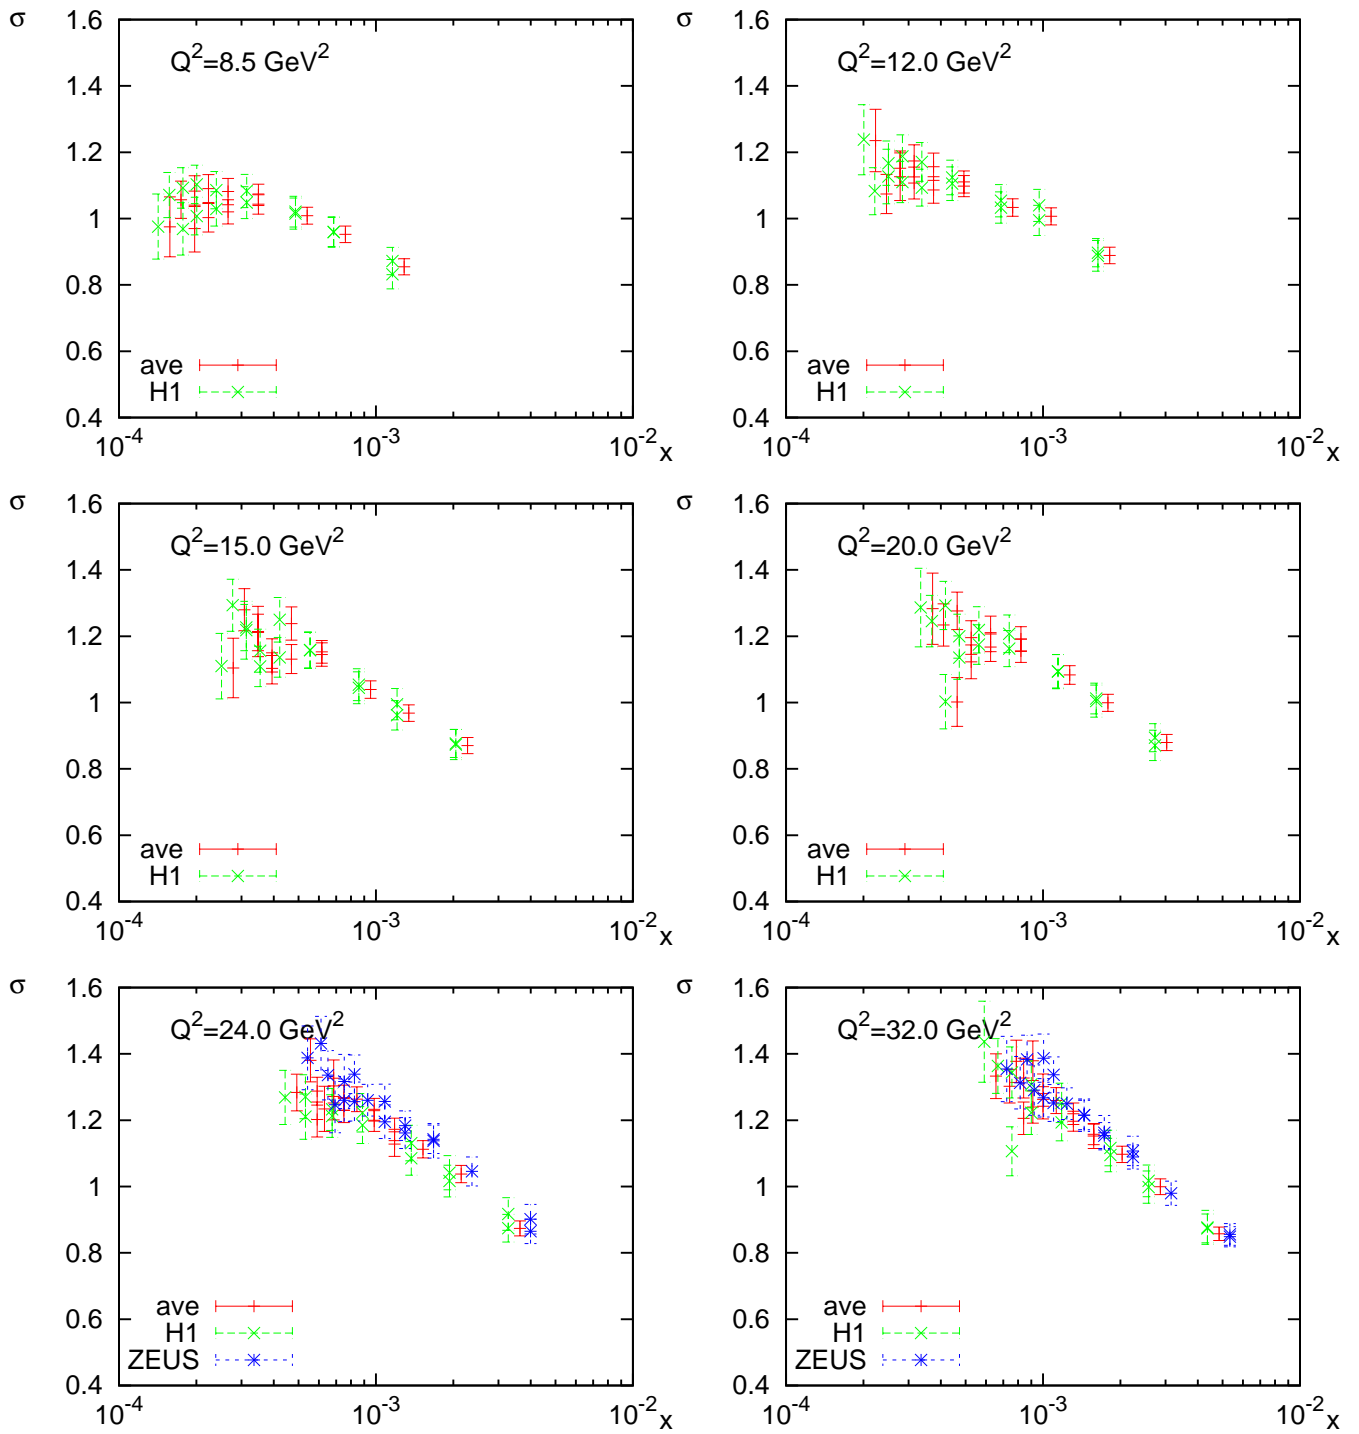 σ
1.6
Q²=8.5 GeV²
1.4
1.2
1
0.8
0.6
ave
H1
0.4
10⁻⁴
10⁻³
10⁻²
x
σ
1.6
Q²=12.0 GeV²
1.4
1.2
1
0.8
0.6
ave
H1
0.4
10⁻⁴
10⁻³
10⁻²
x
σ
1.6
Q²=15.0 GeV²
1.4
1.2
1
0.8
0.6
ave
H1
0.4
10⁻⁴
10⁻³
10⁻²
x
σ
1.6
Q²=20.0 GeV²
1.4
1.2
1
0.8
0.6
ave
H1
0.4
10⁻⁴
10⁻³
10⁻²
x
σ
1.6
Q²=24.0 GeV²
1.4
1.2
1
0.8
0.6
ave
H1
ZEUS
0.4
10⁻⁴
10⁻³
10⁻²
x
σ
1.6
Q²=32.0 GeV²
1.4
1.2
1
0.8
0.6
ave
H1
ZEUS
0.4
10⁻⁴
10⁻³
10⁻²
x